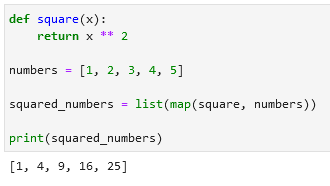 def square(x):
    return x ** 2
numbers = [1, 2, 3, 4, 5]
squared_numbers = list(map(square, numbers))
print(squared_numbers)
[1, 4, 9, 16, 25]